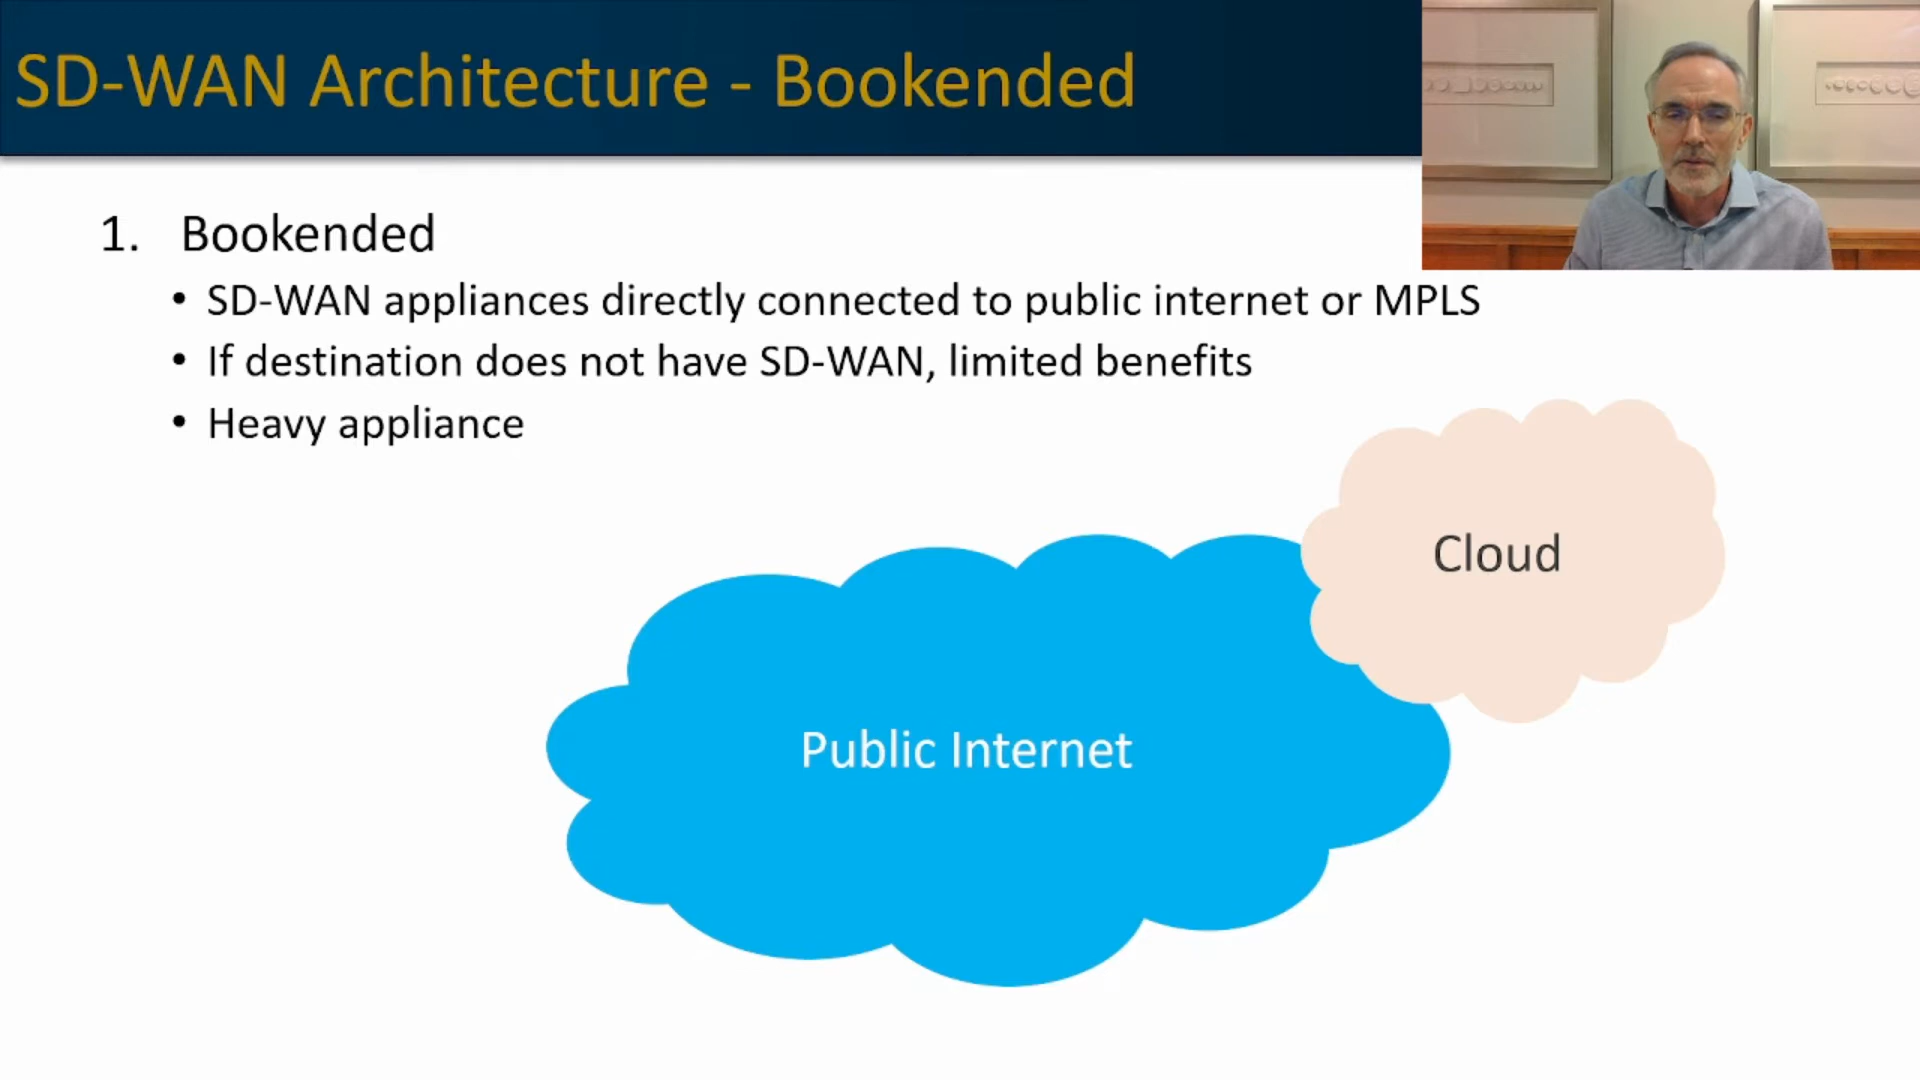 SD-WAN Architecture - Bookended
1. Bookended
• SD-WAN appliances directly connected to public internet or MPLS
• If destination does not have SD-WAN, limited benefits
• Heavy appliance
Cloud
Public Internet